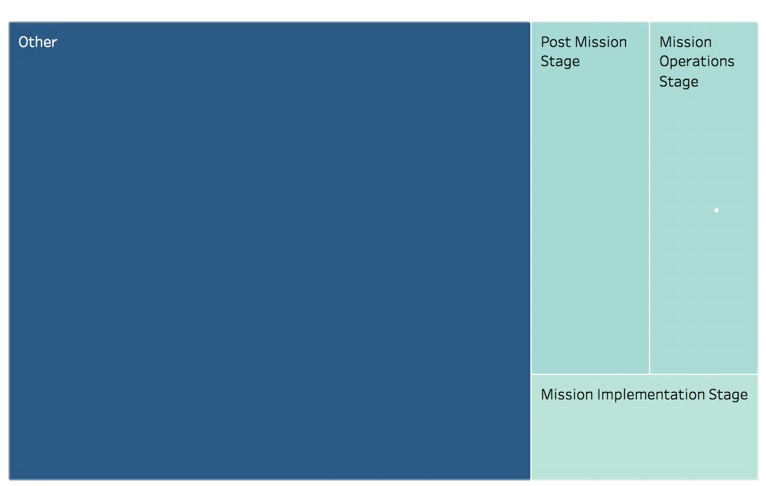 Other
Post Mission
Stage
Mission
Operations
Stage
Mission Implementation Stage